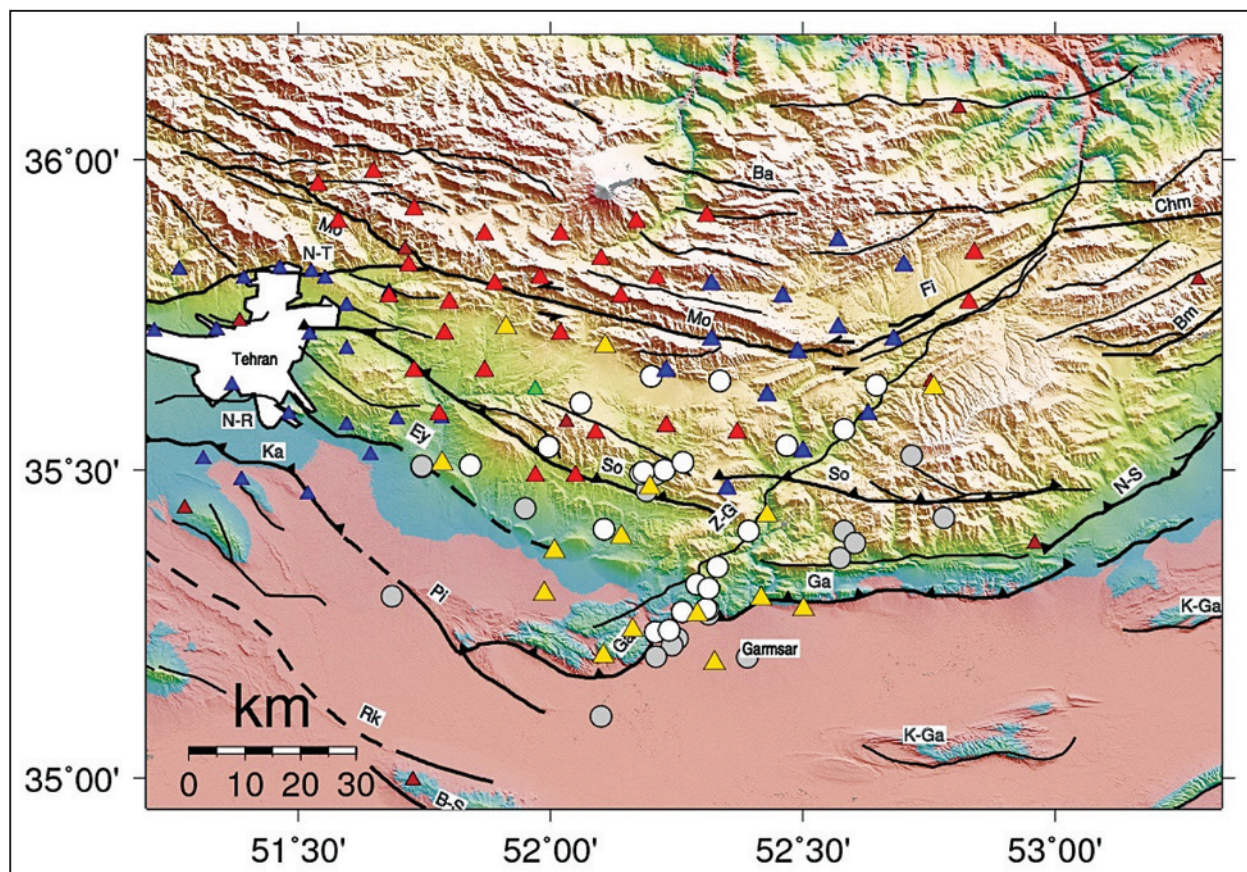 36°00'
35°30'
35°00'
51°30'
52°00'
52°30'
53°00'
Ba
Chm
Mo
N-T
Fi
Mo
Bm
Tehran
N-R
Ey
Ka
So
So
N-S
Z-G
Pi
Ga
K-Ga
Ga
Garmsar
km
Rk
K-Ga
0 10 20 30
B-S